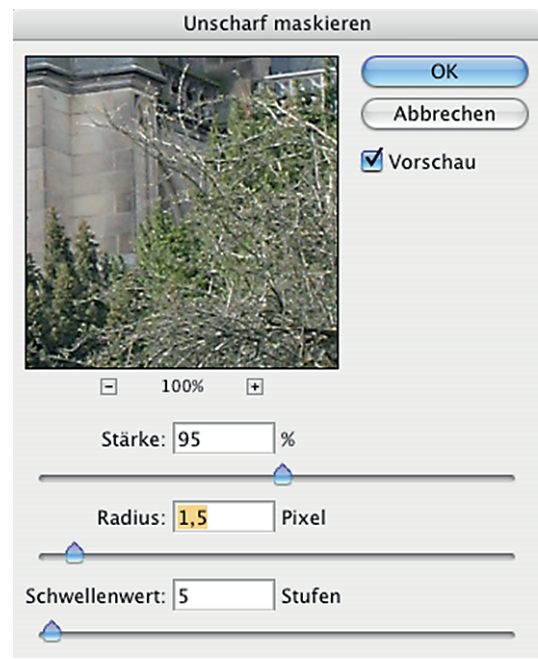 Unscharf maskieren
OK
Abbrechen
Vorschau
100%
Stärke: 95 %
Radius: 1,5 Pixel
Schwellenwert: 5 Stufen